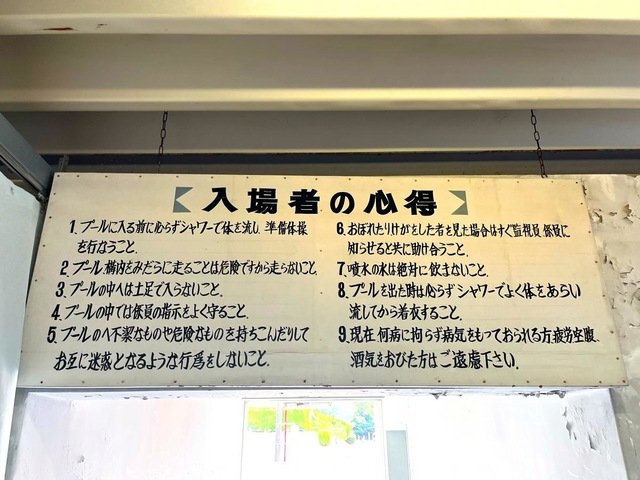 入場者の心得
1. プールに入る前に必らずシャワーで体を流し、準備体操
を行なうこと.
2. プール構内をみだりに走ることは危険ですから走らないこと.
3. プールの中へは土足で入らないこと.
4. プールの中では係員の指示をよく守ること.
5. プールのへ不潔なものや危険なものを持ちこんだりして
お互に迷惑となるような行為をしないこと.
6. おぼれたりけがをした者を見た場合はすぐ監視員、係員に
知らせると共に助け合うこと.
7. 噴水の水は絶対に飲まないこと.
8. プールを出た時は必らずシャワーでよく体をあらい
流してから着衣すること.
9. 現在何病に拘らず病気をもっておられる方、疲労空腹、
酒気をおびた方はご遠慮下さい.